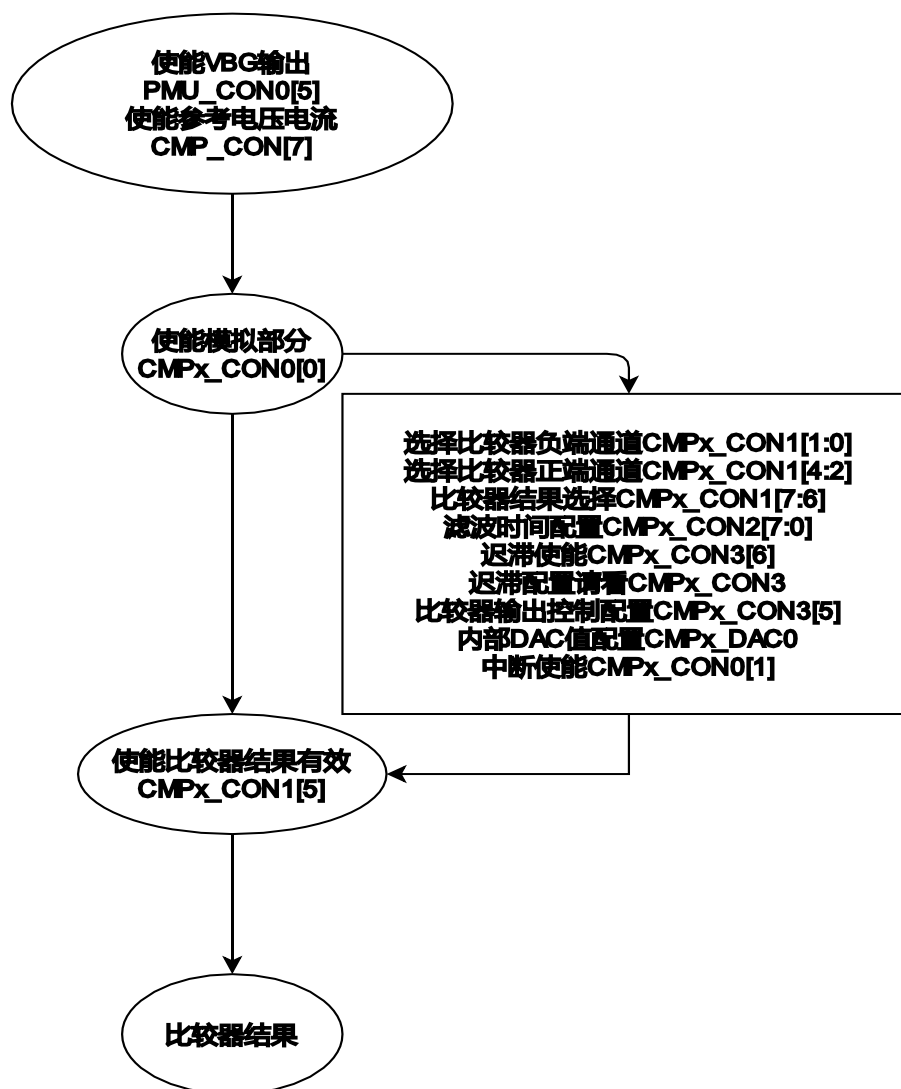 使能VBG输出
PMU_CON0[5]
使能参考电压电流
CMP_CON[7]
使能模拟部分
CMPx_CON0[0]
选择比较器负端通道CMPx_CON1[1:0]
选择比较器正端通道CMPx_CON1[4:2]
比较器结果选择CMPx_CON1[7:6]
滤波时间配置CMPx_CON2[7:0]
迟滞使能CMPx_CON3[6]
迟滞配置请看CMPx_CON3
比较器输出控制配置CMPx_CON3[5]
内部DAC值配置CMPx_DAC0
中断使能CMPx_CON0[1]
使能比较器结果有效
CMPx_CON1[5]
比较器结果